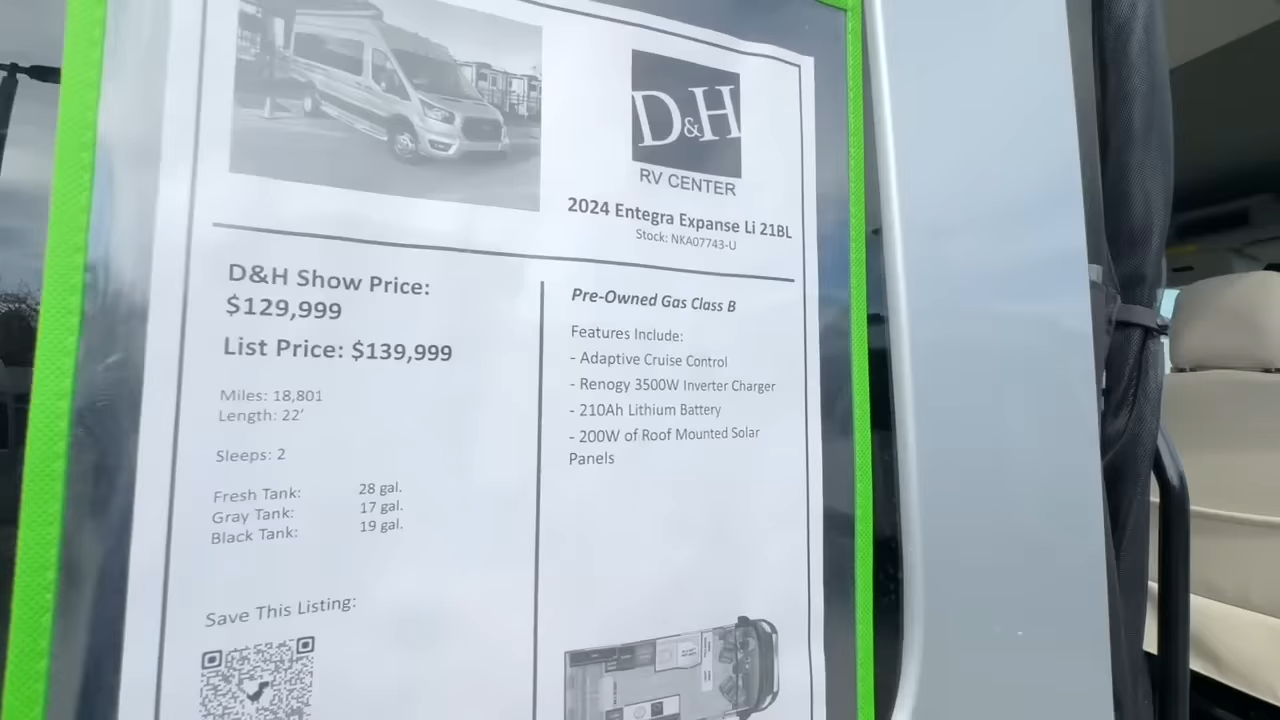 D&H
RV CENTER
2024 Entegra Expanse Li 21BL
Stock: NKA07743-U
D&H Show Price:
$129,999
List Price: $139,999
Miles: 18,801
Length: 22'
Sleeps: 2
Fresh Tank: 28 gal.
Gray Tank: 17 gal.
Black Tank: 19 gal.
Save This Listing:
Pre-Owned Gas Class B
Features Include:
- Adaptive Cruise Control
- Renogy 3500W Inverter Charger
- 210Ah Lithium Battery
- 200W of Roof Mounted Solar
Panels